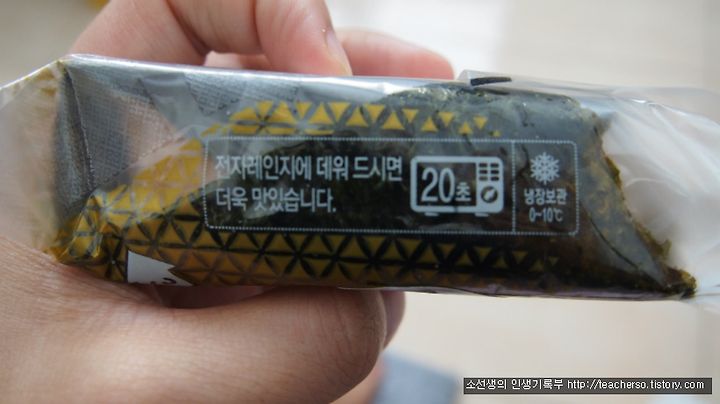 전자레인지에 데워 드시면
더욱 맛있습니다.
20초
냉장보관
0~10℃
소선생의 인생기록부 http://teacherso.tistory.com